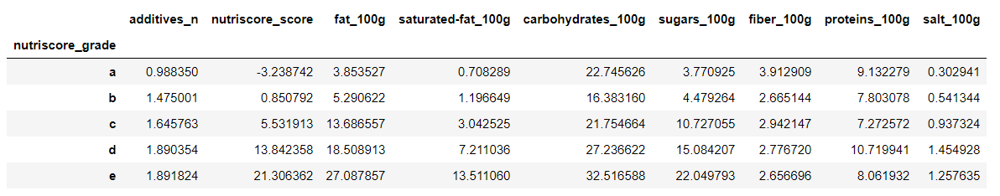 additives_n nutriscore_score fat_100g saturated-fat_100g carbohydrates_100g sugars_100g fiber_100g proteins_100g salt_100g
nutriscore_grade
a 0.988350 -3.238742 3.853527 0.708289 22.745626 3.770925 3.912909 9.132279 0.302941
b 1.475001 0.850792 5.290622 1.196649 16.383160 4.479264 2.665144 7.803078 0.541344
c 1.645763 5.531913 13.686557 3.042525 21.754664 10.727055 2.942147 7.272572 0.937324
d 1.890354 13.842358 18.508913 7.211036 27.236622 15.084207 2.776720 10.719941 1.454928
e 1.891824 21.306362 27.087857 13.511060 32.516588 22.049793 2.656696 8.061932 1.257635